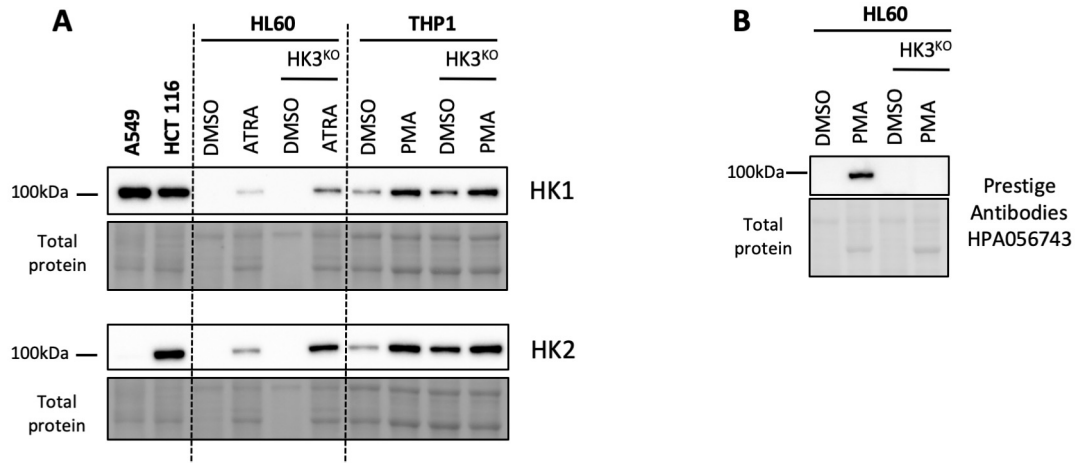 A
HL60
THP1
HK3KO
HK3KO
A549
HCT 116
DMSO
ATRA
DMSO
ATRA
DMSO
PMA
DMSO
PMA
100kDa
HK1
Total
protein
100kDa
HK2
Total
protein
B
HL60
HK3KO
DMSO
PMA
DMSO
PMA
100kDa
Prestige
Antibodies
HPA056743
Total
protein